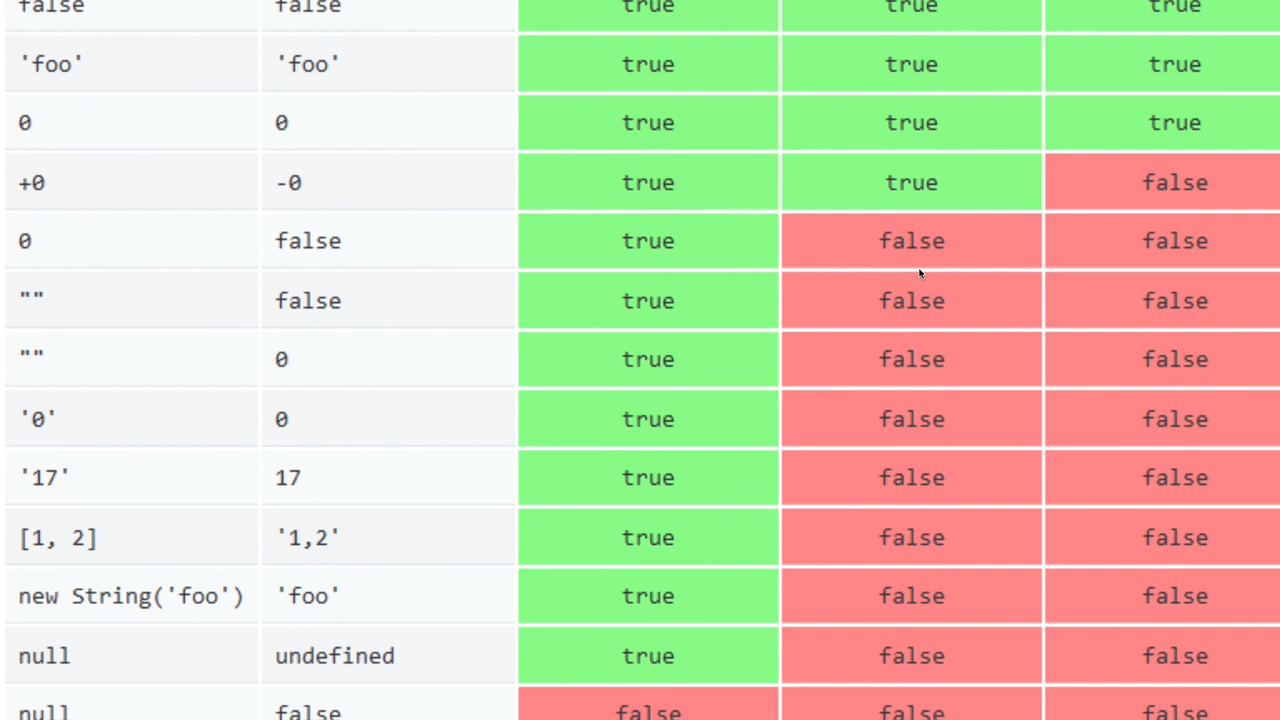 false false true true true
'foo' 'foo' true true true
0 0 true true true
+0 -0 true true false
0 false true false false
"" false true false false
"" 0 true false false
'0' 0 true false false
'17' 17 true false false
[1, 2] '1,2' true false false
new String('foo') 'foo' true false false
null undefined true false false
null false false false false